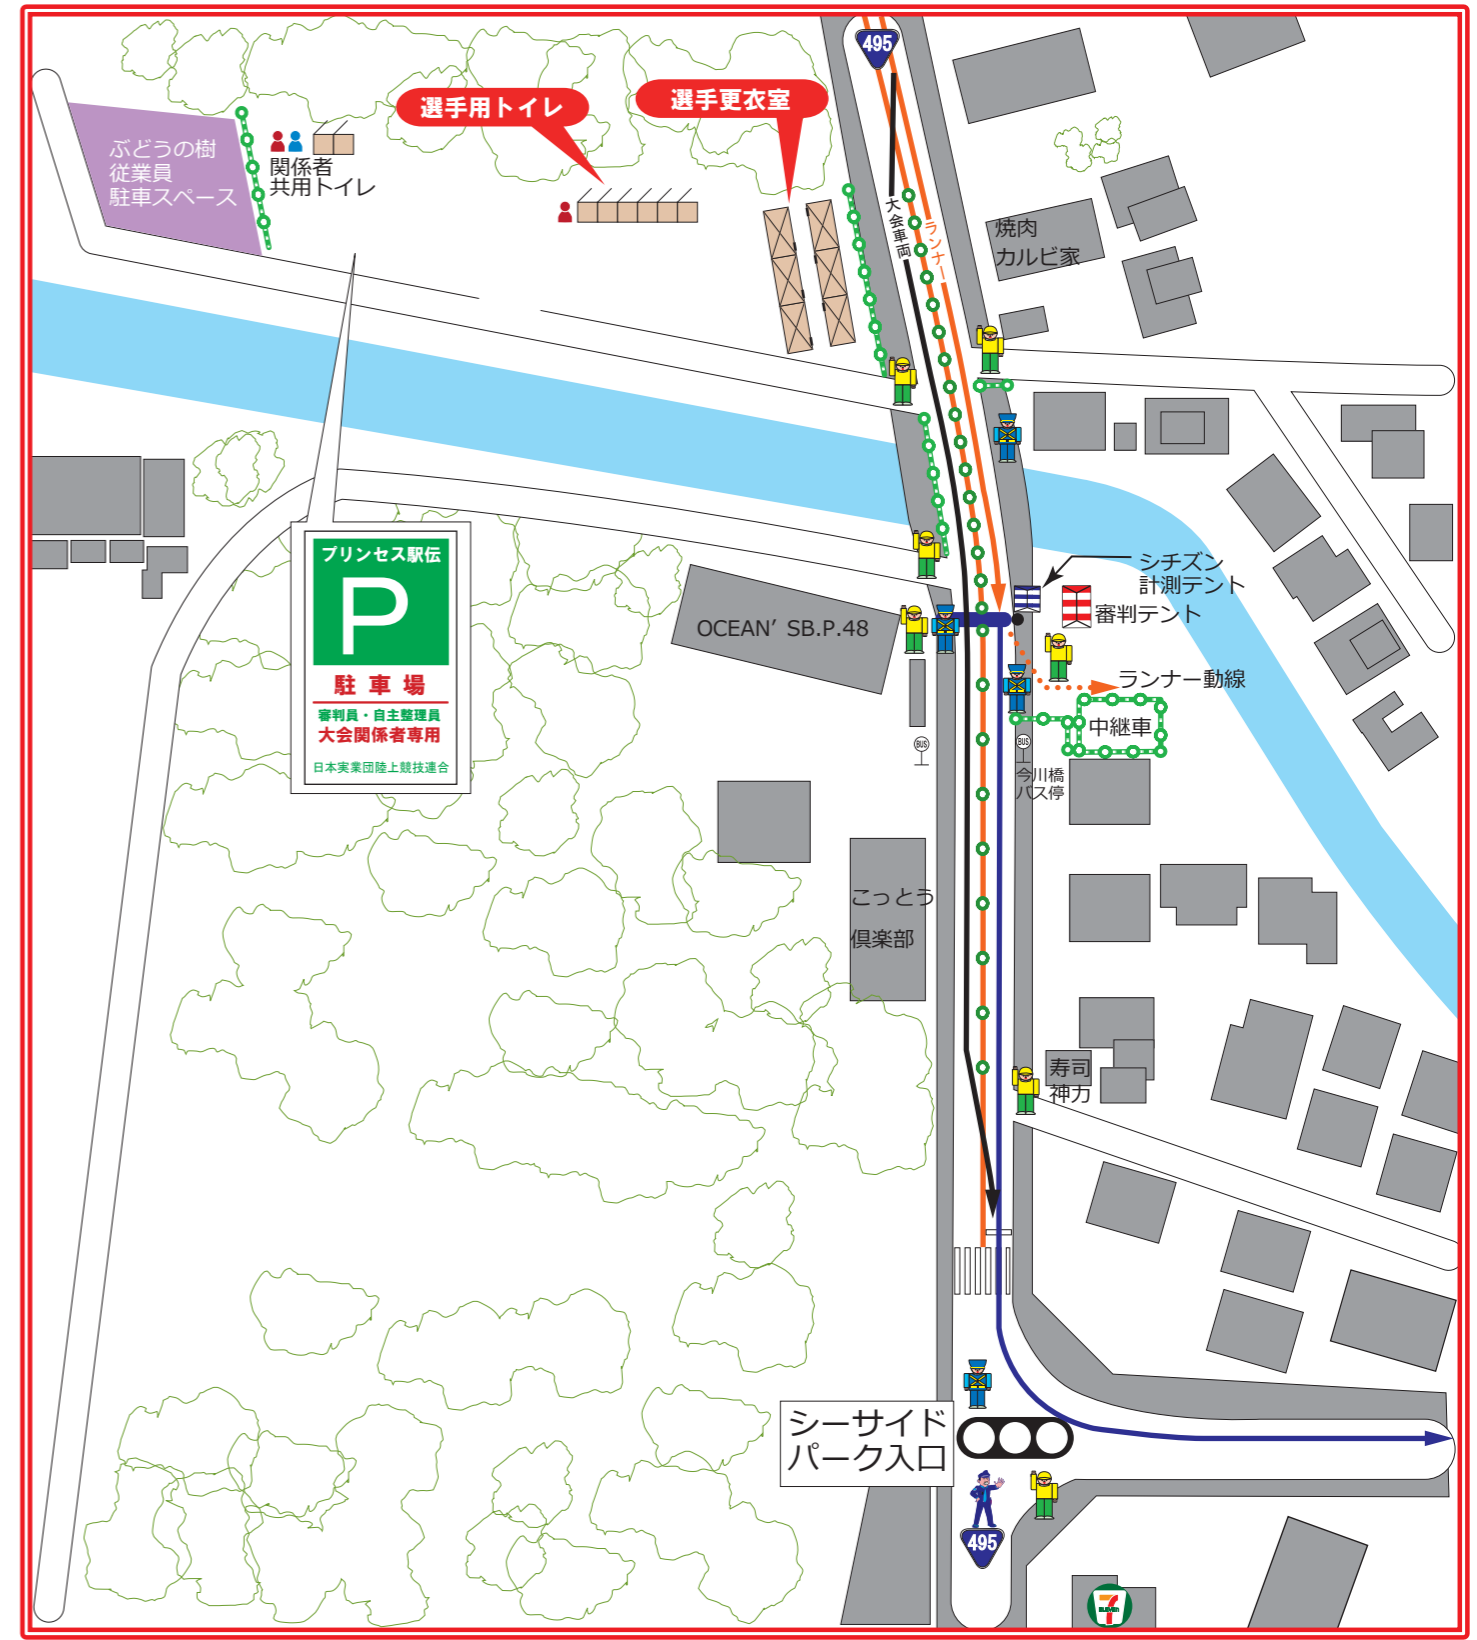 495
選手用トイレ
選手更衣室
ぶどうの樹
従業員
駐車スペース
関係者
共用トイレ
大会車両
ランナー
焼肉
カルビ家
プリンセス駅伝
P
駐車場
審判員・自主整理員
大会関係者専用
日本実業団陸上競技連合
シチズン
計測テント
審判テント
OCEAN' SB.P.48
ランナー動線
中継車
BUS
BUS
今川橋
バス停
こっとう
倶楽部
寿司
神力
シーサイド
パーク入口
495
7
ELEVEN